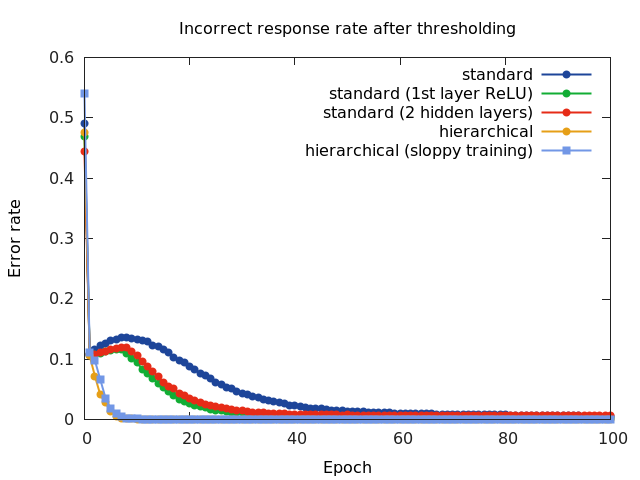 Incorrect response rate after thresholding
0.6
0.5
0.4
0.3
0.2
0.1
0
Error rate
standard
standard (1st layer ReLU)
standard (2 hidden layers)
hierarchical
hierarchical (sloppy training)
0 20 40 60 80 100
Epoch